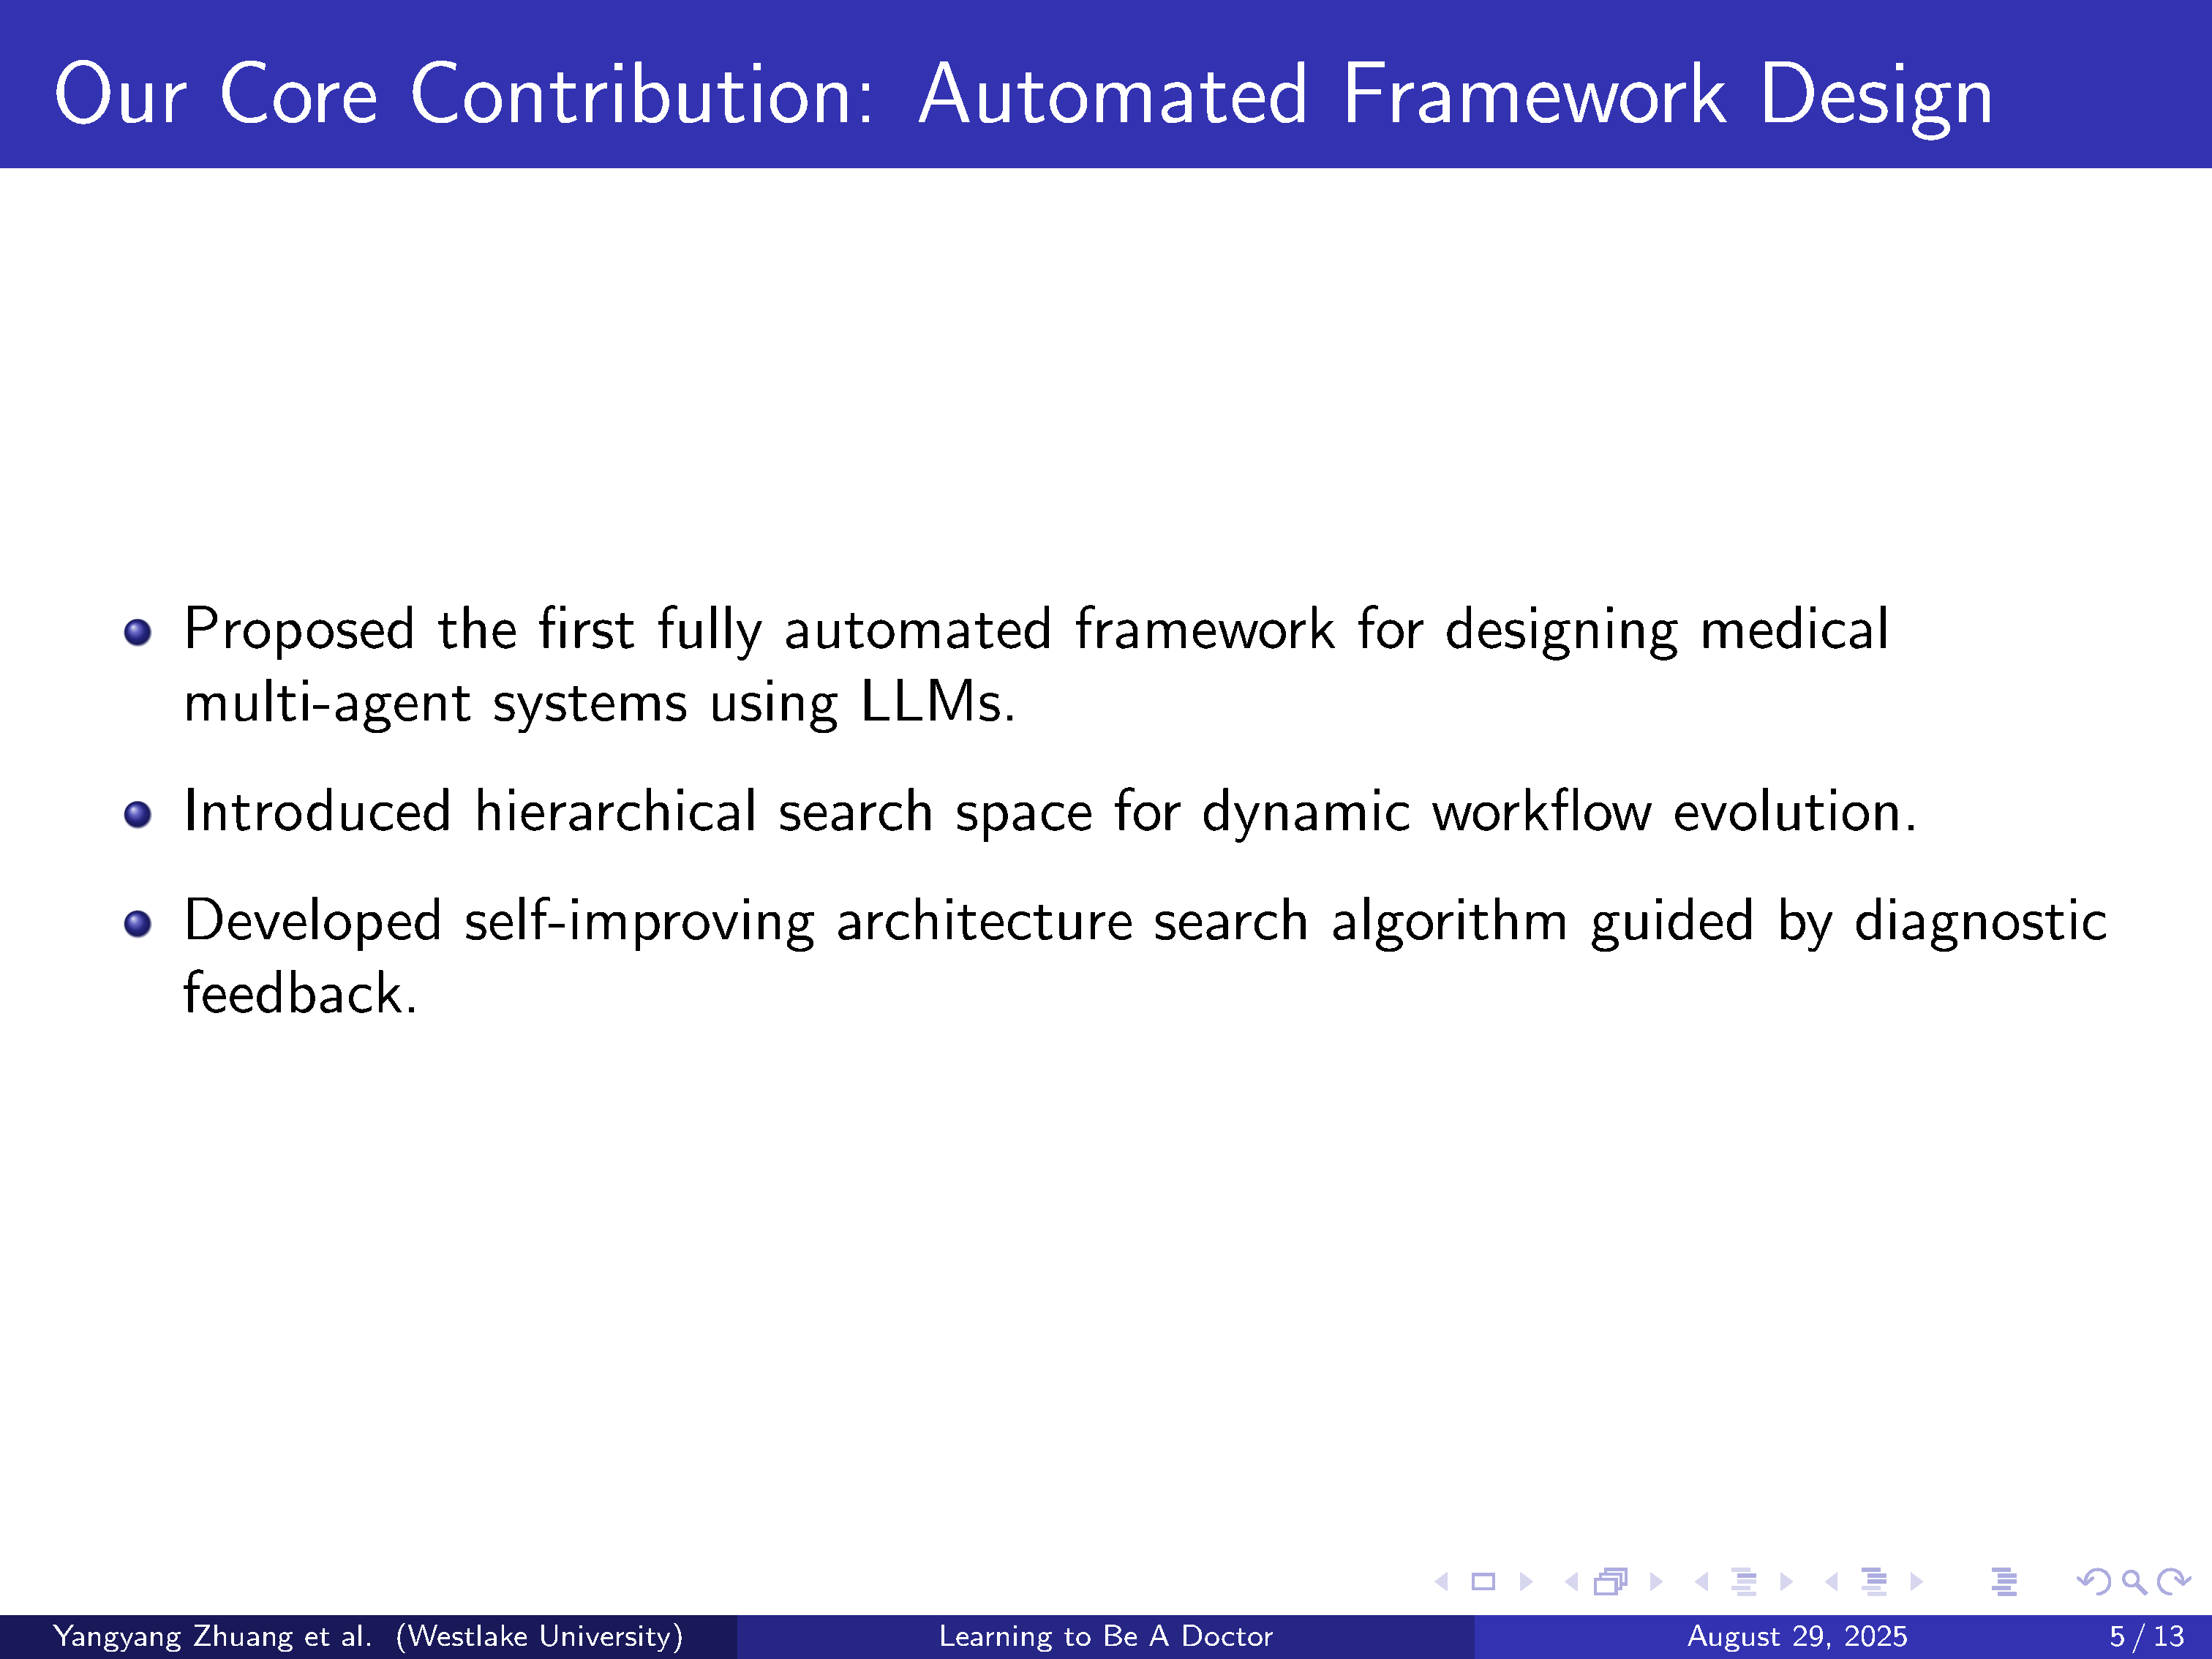 Our Core Contribution: Automated Framework Design
Proposed the first fully automated framework for designing medical
multi-agent systems using LLMs.
Introduced hierarchical search space for dynamic workflow evolution.
Developed self-improving architecture search algorithm guided by diagnostic
feedback.
Yangyang Zhuang et al. (Westlake University)
Learning to Be A Doctor
August 29, 2025
5 / 13